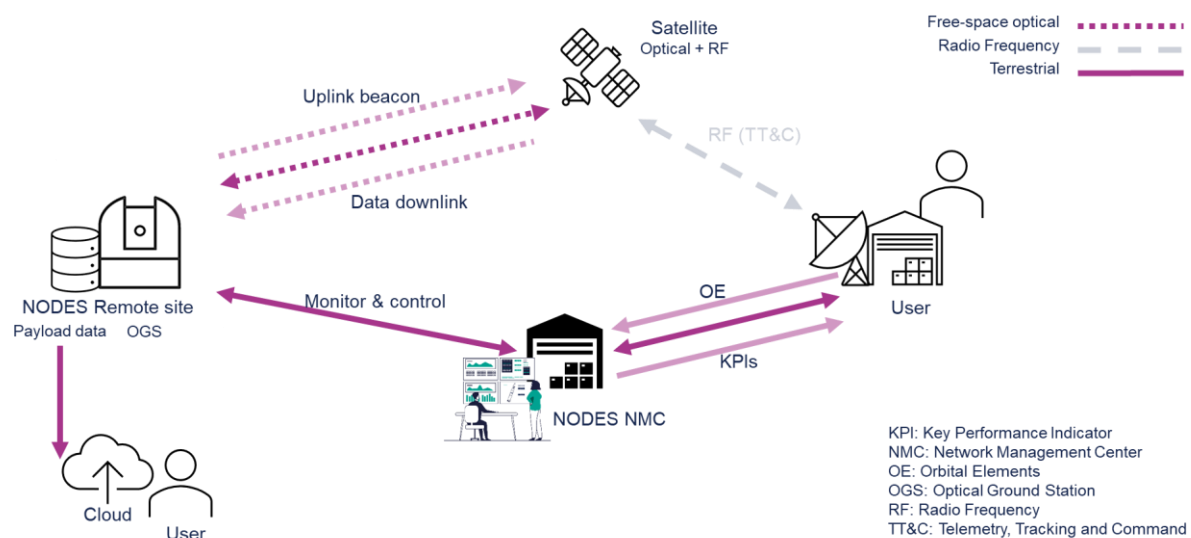 Satellite
Optical + RF
Free-space optical
Radio Frequency
Terrestrial
Uplink beacon
RF (TT&C)
Data downlink
NODES Remote site
Payload data OGS
Monitor & control
OE
User
KPIs
NODES NMC
Cloud
User
KPI: Key Performance Indicator
NMC: Network Management Center
OE: Orbital Elements
OGS: Optical Ground Station
RF: Radio Frequency
TT&C: Telemetry, Tracking and Command